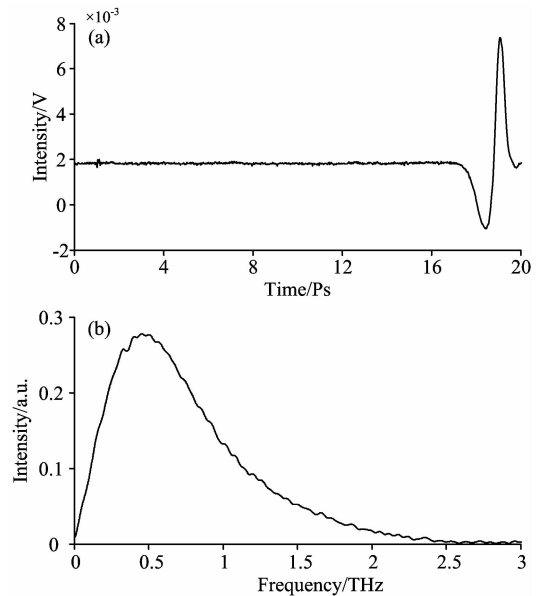 ×10⁻³
(a)
8
6
4
2
0
-2
Intensity/V
0 4 8 12 16 20
Time/Ps
(b)
0.3
0.2
0.1
0
Intensity/a.u.
0 0.5 1 1.5 2 2.5 3
Frequency/THz